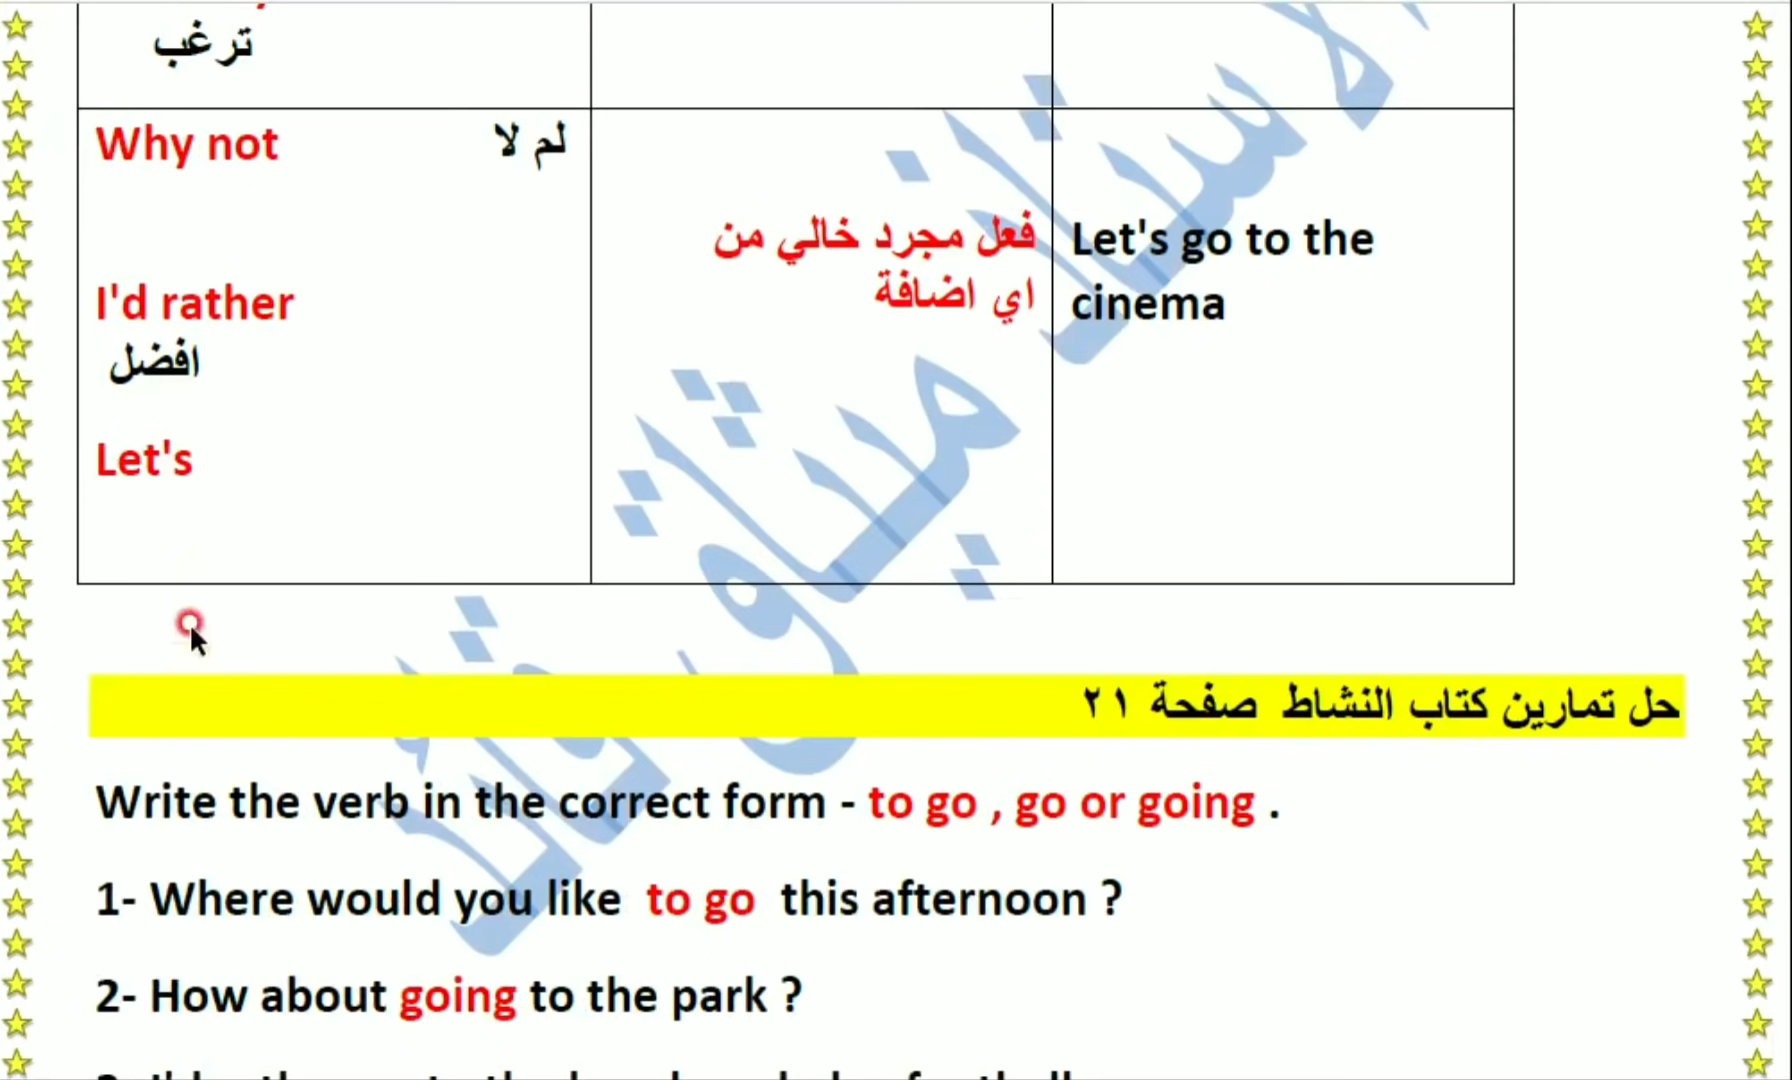 ترغب
Why not لم لا
I'd rather
افضل
Let's
فعل مجرد خالي من
اي اضافة
Let's go to the
cinema
حل تمارين كتاب النشاط صفحة ٢١
Write the verb in the correct form - to go , go or going .
1- Where would you like to go this afternoon ?
2- How about going to the park ?